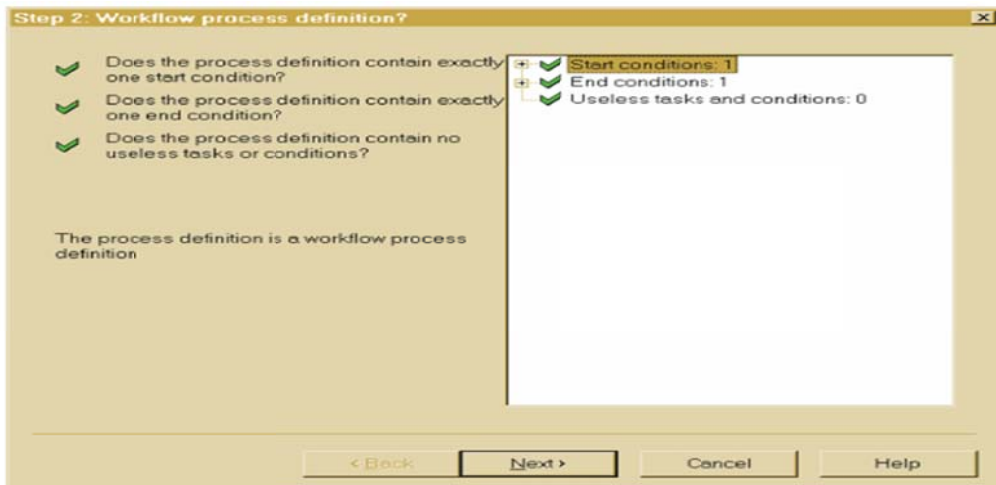 Step 2: Workflow process definition?
Does the process definition contain exactly
one start condition?
Does the process definition contain exactly
one end condition?
Does the process definition contain no
useless tasks or conditions?
The process definition is a workflow process
definition
Start conditions: 1
End conditions: 1
Useless tasks and conditions: 0
< Back
Next >
Cancel
Help